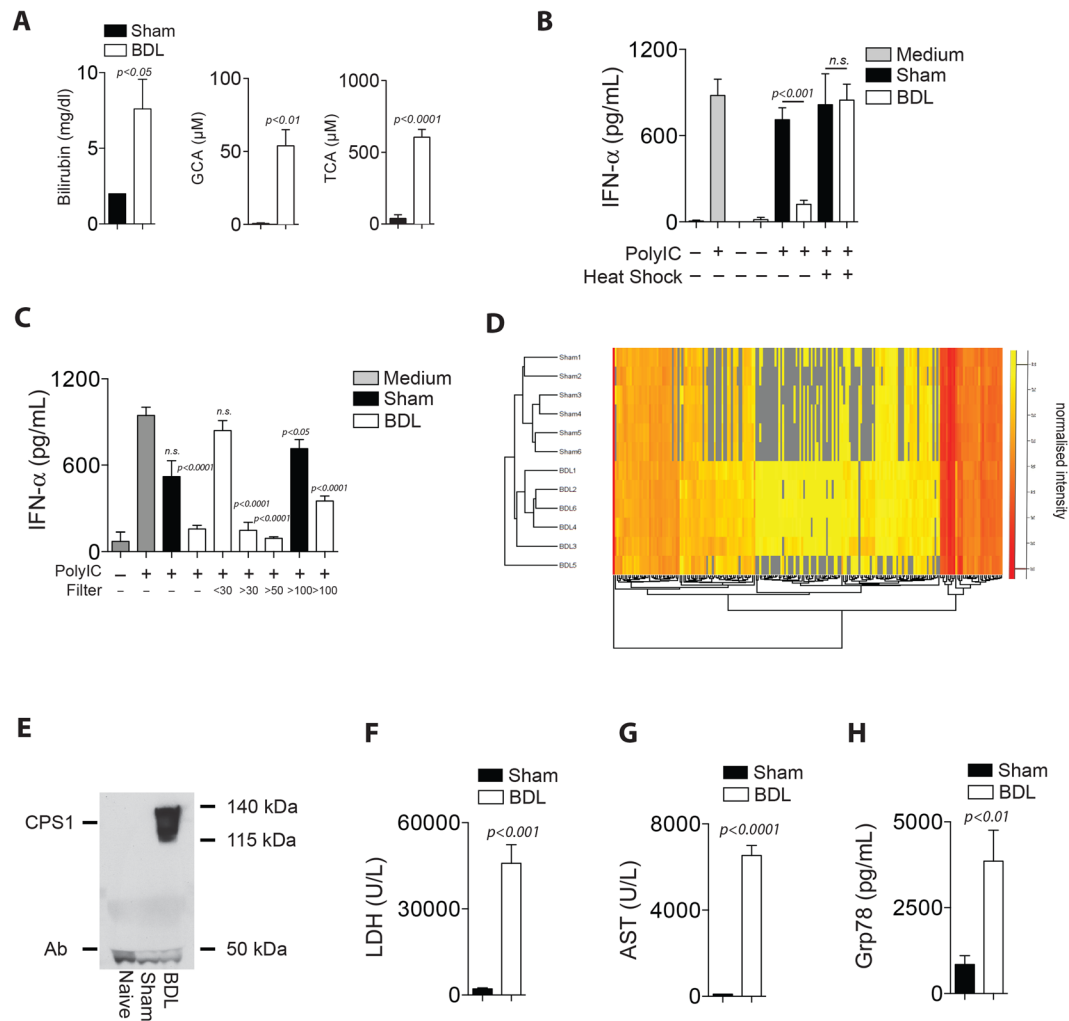 A
Sham
BDL
p<0.05
10
5
0
Bilirubin (mg/dl)
p<0.01
100
50
0
GCA (µM)
p<0.0001
1000
500
0
TCA (µM)
B
Medium
Sham
BDL
n.s.
p<0.001
1200
600
0
IFN-α (pg/mL)
PolyIC – + – – + + + +
Heat Shock – – – – – – + +
C
Medium
Sham
BDL
1200
600
0
IFN-α (pg/mL)
n.s.
p<0.0001
n.s.
p<0.0001
p<0.0001
p<0.05
p<0.0001
PolyIC – + + + + + + + +
Filter – – – – <30 >30 >50 >100 >100
D
Sham1
Sham2
Sham3
Sham4
Sham5
Sham6
BDL1
BDL2
BDL6
BDL4
BDL3
BDL5
normalised intensity
E
CPS1
Ab
140 kDa
115 kDa
50 kDa
Naive
Sham
BDL
F
Sham
BDL
p<0.001
60000
30000
0
LDH (U/L)
G
Sham
BDL
p<0.0001
8000
4000
0
AST (U/L)
H
Sham
BDL
p<0.01
5000
2500
0
Grp78 (pg/mL)